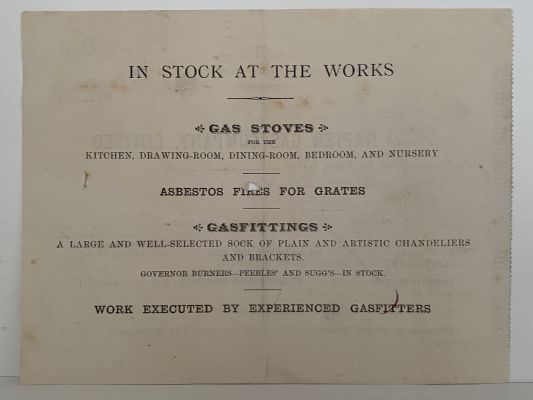 IN STOCK AT THE WORKS
GAS STOVES
FOR THE
KITCHEN, DRAWING-ROOM, DINING-ROOM, BEDROOM, AND NURSERY
ASBESTOS FIRES FOR GRATES
GASFITTINGS
A LARGE AND WELL-SELECTED SOCK OF PLAIN AND ARTISTIC CHANDELIERS
AND BRACKETS.
GOVERNOR BURNERS—PEEBLES' AND SUGG'S—IN STOCK.
WORK EXECUTED BY EXPERIENCED GASFITTERS